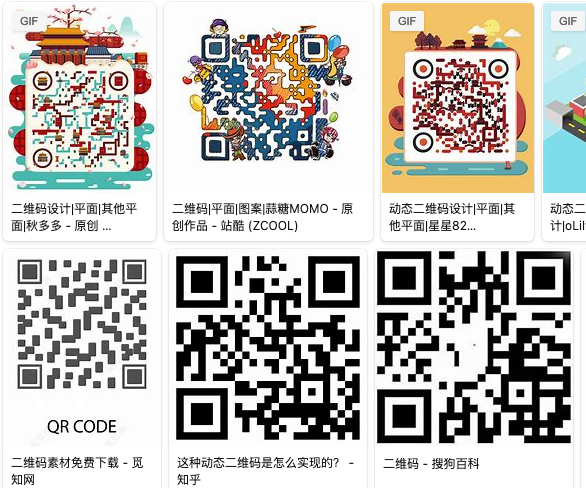 GIF
GIF
GIF
二维码设计|平面|其他平
面|秋多多 - 原创 ...
二维码|平面|图案|蒜糖MOMO - 原
创作品 - 站酷 (ZCOOL)
动态二维码设计|平面|其
他平面|星星82...
动态二
计|oLil
QR CODE
二维码素材免费下载 - 觅
知网
这种动态二维码是怎么实现的? -
知乎
二维码 - 搜狗百科